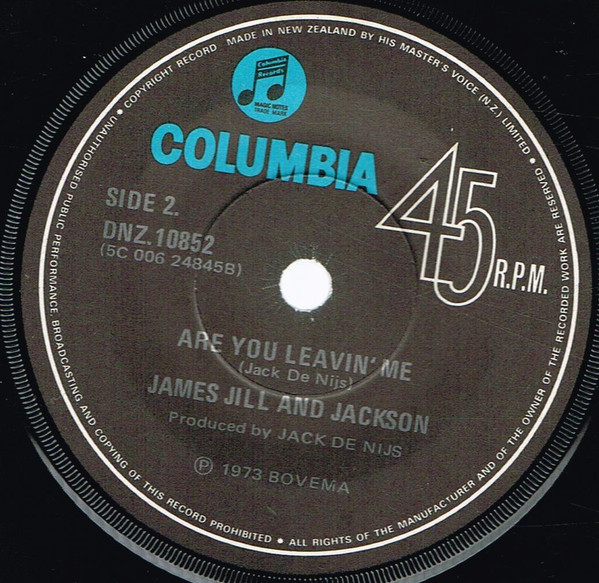 Columbia
Records
MAGIC NOTES
TRADE MARK
COLUMBIA
SIDE 2.
DNZ.10852
(5C 006 24845B)
45 R.P.M.
ARE YOU LEAVIN' ME
(Jack De Nijs)
JAMES JILL AND JACKSON
Produced by JACK DE NIJS
Ⓟ 1973 BOVEMA
• COPYRIGHT RECORD MADE IN NEW ZEALAND BY HIS MASTER'S VOICE (N.Z.) LIMITED •
• ALL RIGHTS OF THE MANUFACTURER AND OF THE OWNER OF THE RECORDED WORK ARE RESERVED •
UNAUTHORISED PUBLIC PERFORMANCE, BROADCASTING AND COPYING OF THIS RECORD PROHIBITED